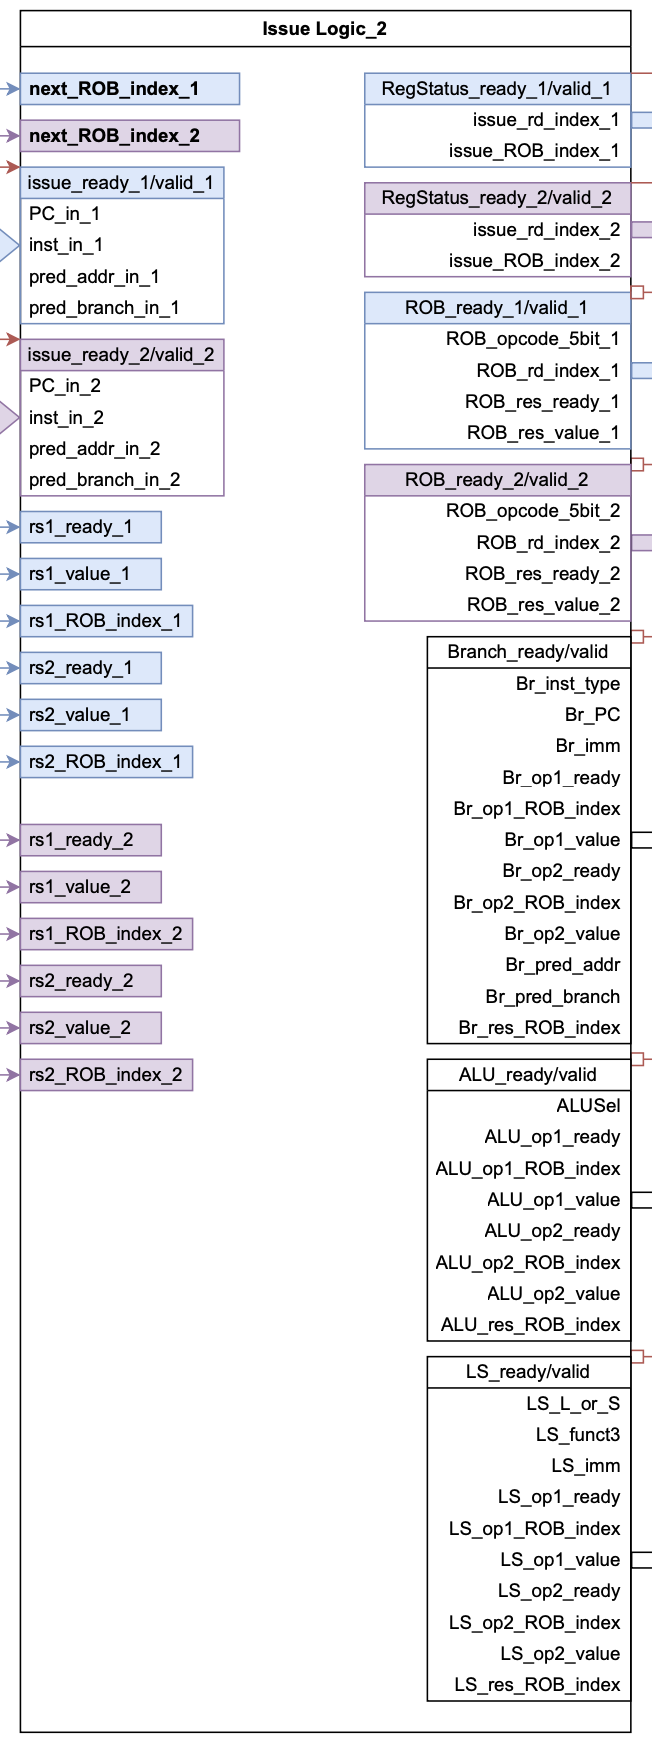 Issue Logic_2
next_ROB_index_1
next_ROB_index_2
issue_ready_1/valid_1
PC_in_1
inst_in_1
pred_addr_in_1
pred_branch_in_1
issue_ready_2/valid_2
PC_in_2
inst_in_2
pred_addr_in_2
pred_branch_in_2
rs1_ready_1
rs1_value_1
rs1_ROB_index_1
rs2_ready_1
rs2_value_1
rs2_ROB_index_1
rs1_ready_2
rs1_value_2
rs1_ROB_index_2
rs2_ready_2
rs2_value_2
rs2_ROB_index_2
RegStatus_ready_1/valid_1
issue_rd_index_1
issue_ROB_index_1
RegStatus_ready_2/valid_2
issue_rd_index_2
issue_ROB_index_2
ROB_ready_1/valid_1
ROB_opcode_5bit_1
ROB_rd_index_1
ROB_res_ready_1
ROB_res_value_1
ROB_ready_2/valid_2
ROB_opcode_5bit_2
ROB_rd_index_2
ROB_res_ready_2
ROB_res_value_2
Branch_ready/valid
Br_inst_type
Br_PC
Br_imm
Br_op1_ready
Br_op1_ROB_index
Br_op1_value
Br_op2_ready
Br_op2_ROB_index
Br_op2_value
Br_pred_addr
Br_pred_branch
Br_res_ROB_index
ALU_ready/valid
ALUSel
ALU_op1_ready
ALU_op1_ROB_index
ALU_op1_value
ALU_op2_ready
ALU_op2_ROB_index
ALU_op2_value
ALU_res_ROB_index
LS_ready/valid
LS_L_or_S
LS_funct3
LS_imm
LS_op1_ready
LS_op1_ROB_index
LS_op1_value
LS_op2_ready
LS_op2_ROB_index
LS_op2_value
LS_res_ROB_index